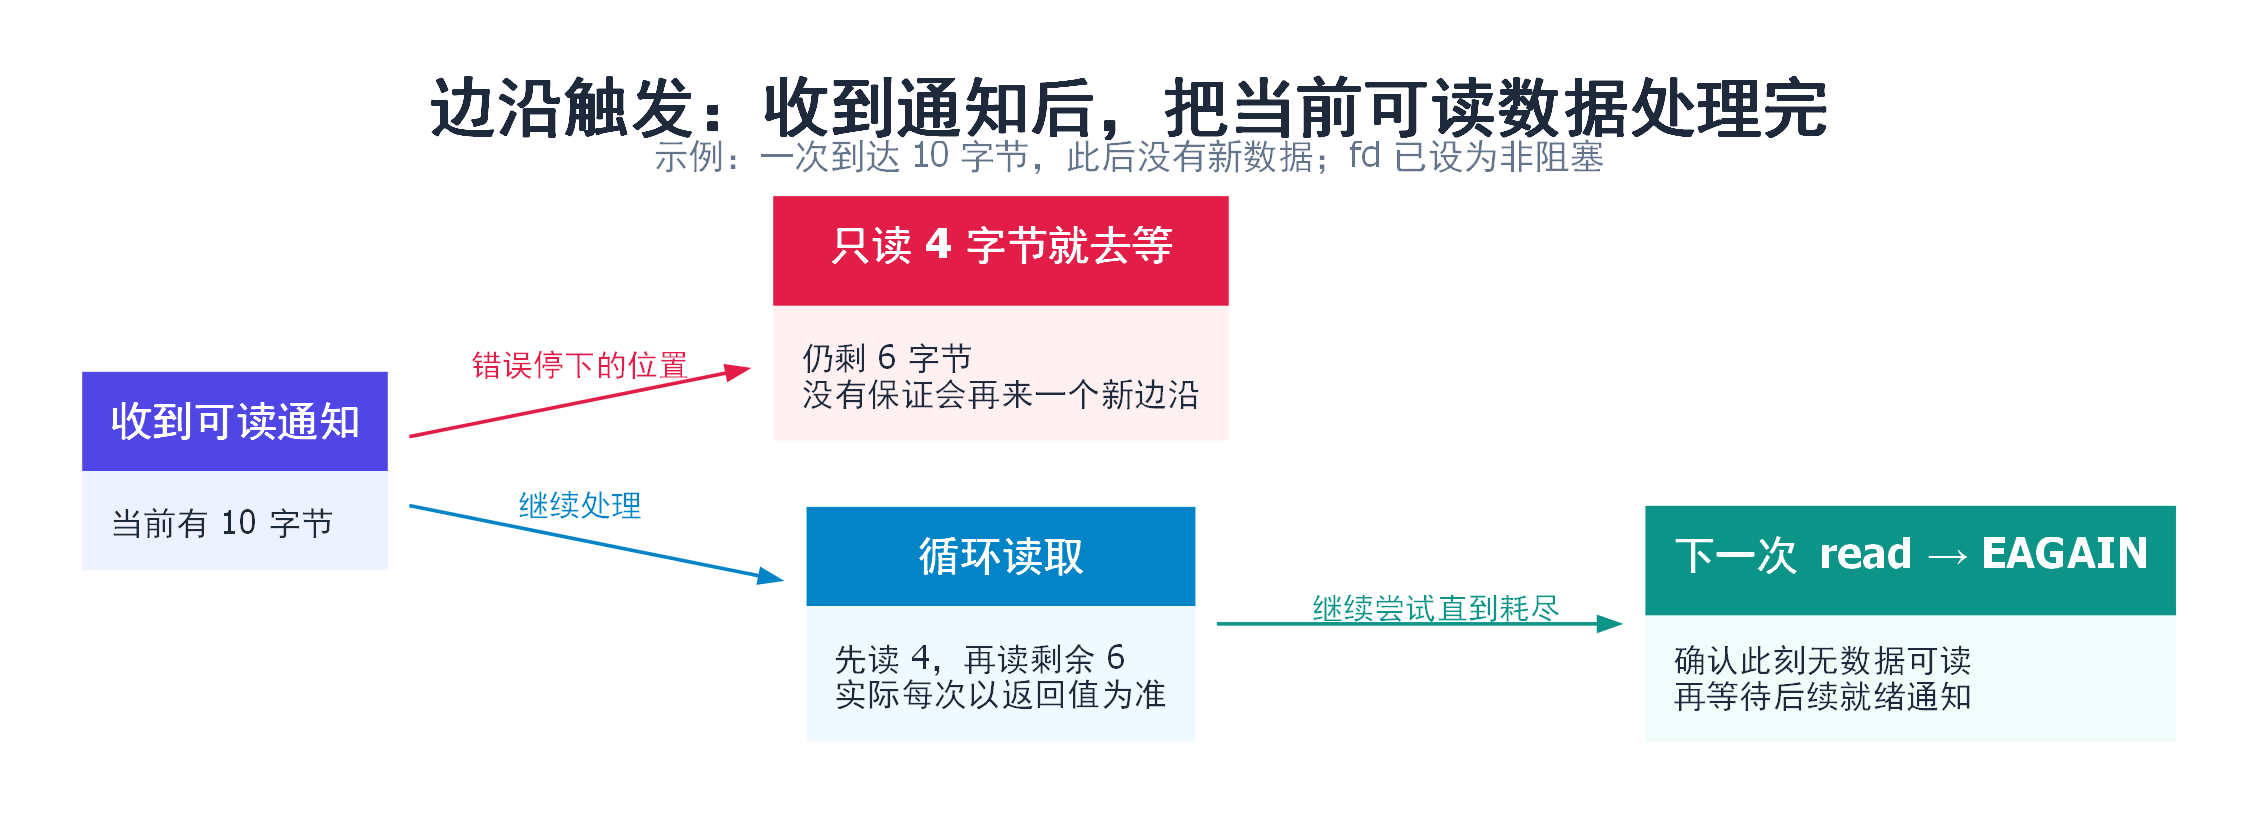 边沿触发：收到通知后，把当前可读数据处理完
示例：一次到达 10 字节，此后没有新数据；fd 已设为非阻塞
只读 4 字节就去等
仍剩 6 字节
没有保证会再来一个新边沿
错误停下的位置
收到可读通知
当前有 10 字节
继续处理
循环读取
先读 4，再读剩余 6
实际每次以返回值为准
继续尝试直到耗尽
下一次 read → EAGAIN
确认此刻无数据可读
再等待后续就绪通知